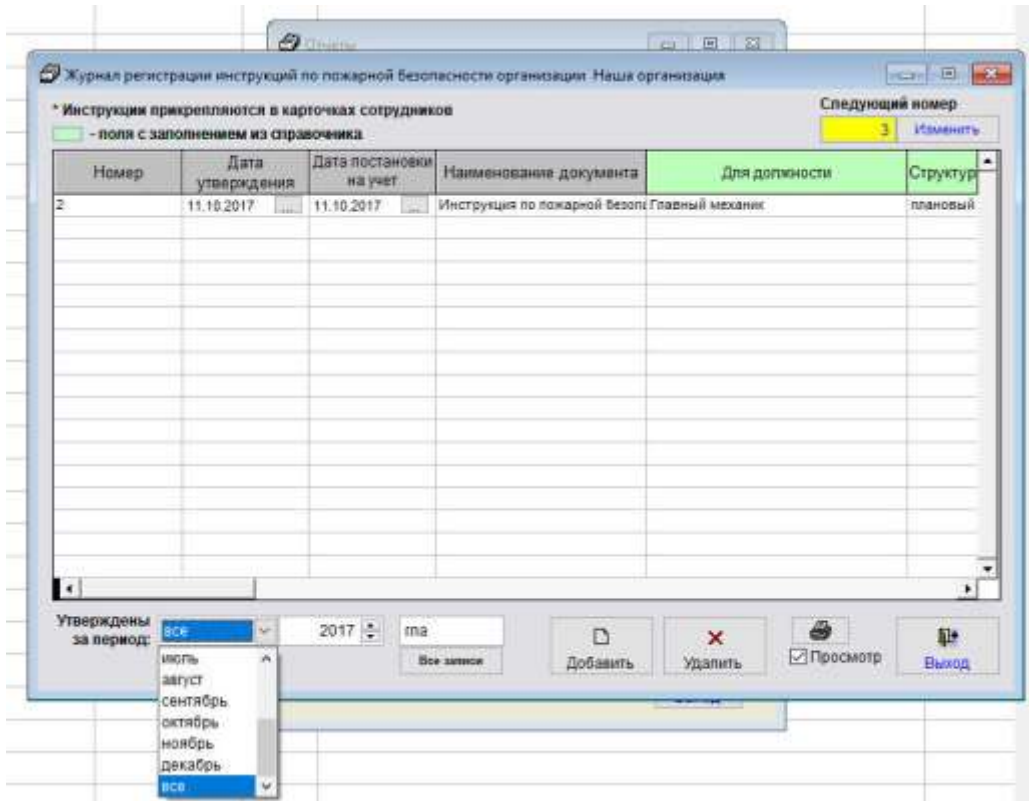 Отчеты
Журнал регистрации инструкций по пожарной безопасности организации Наша организация
* Инструкции прикрепляются в карточках сотрудников
Следующий номер
- поля с заполнением из справочника
3 Изменить
Номер
Дата утверждения
Дата постановки на учет
Наименование документа
Для должности
Структур
2 11.10.2017 ... 11.10.2017 ... Инструкция по пожарной безопа Главный механик плановый
Утверждены
за период:
все 2017 rna
Все записи
Добавить
Удалить
Просмотр
Выход
июль
август
сентябрь
октябрь
ноябрь
декабрь
все